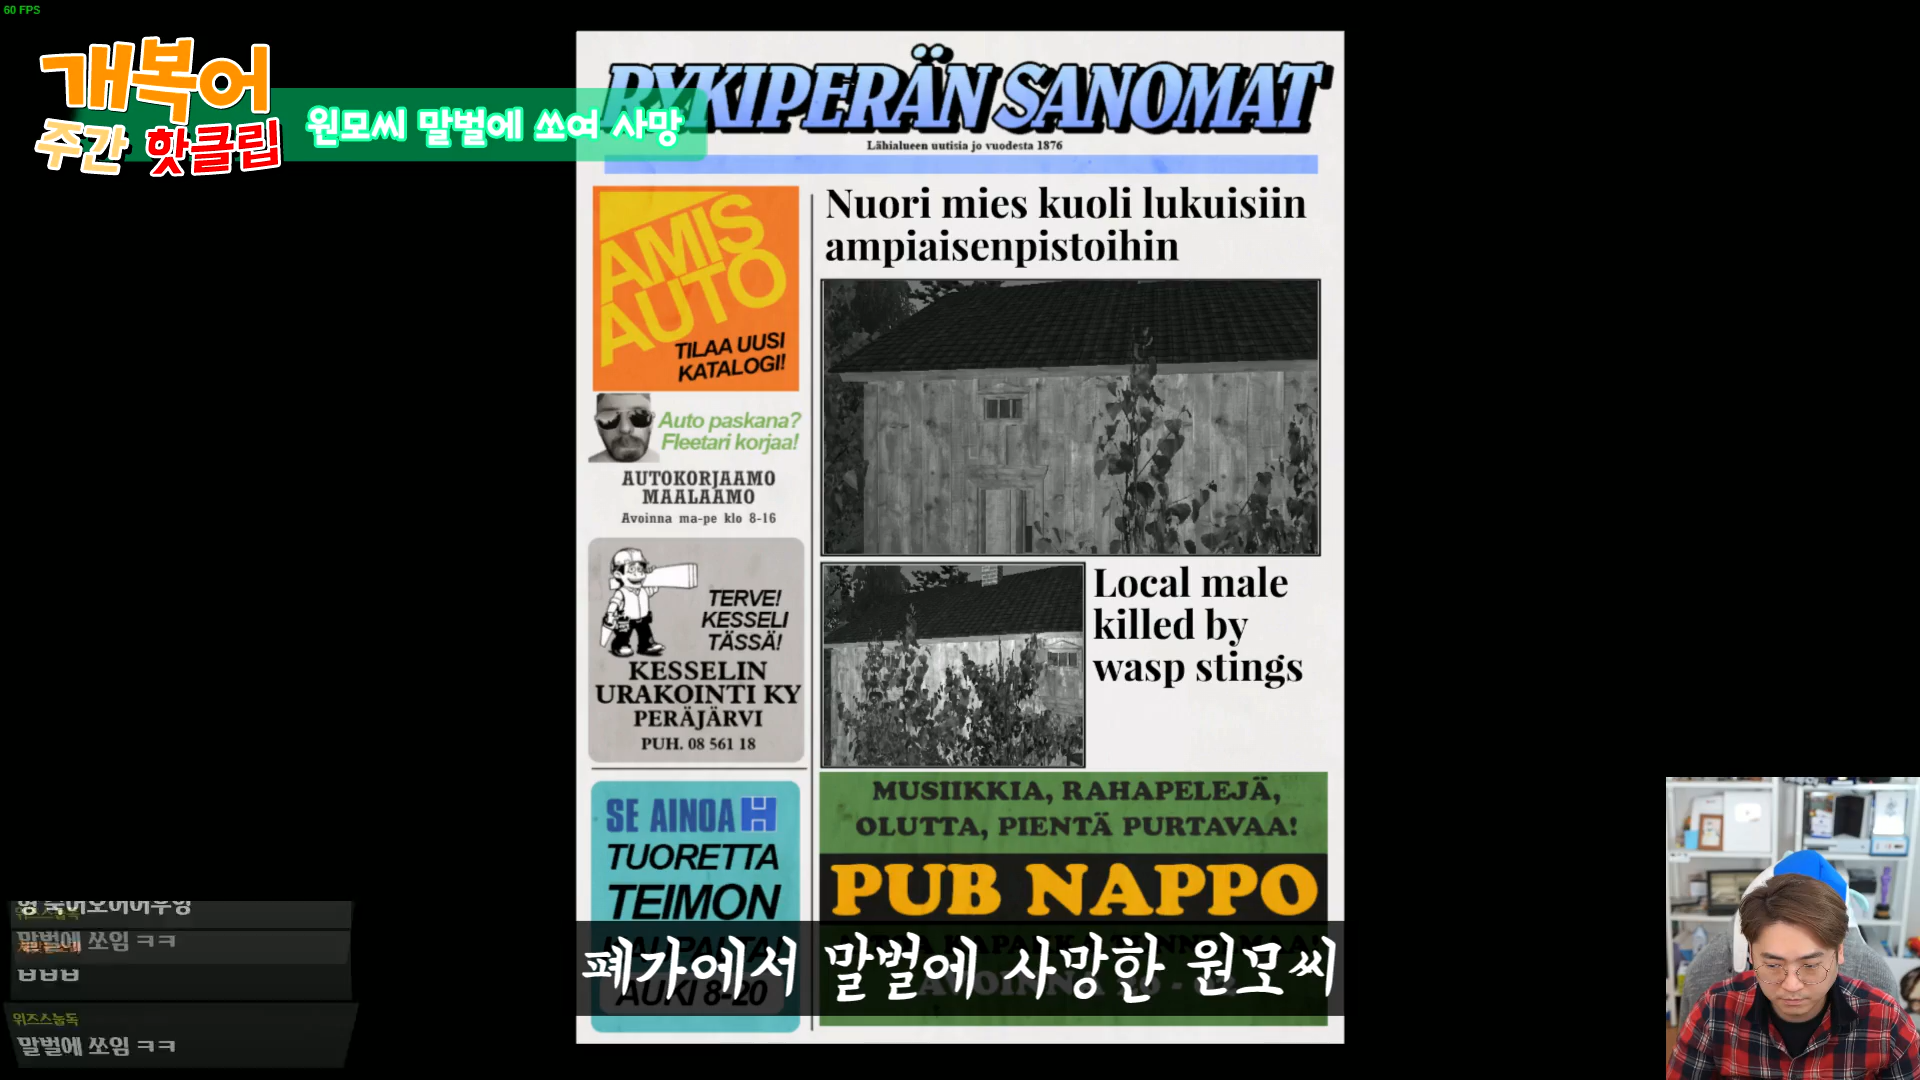 60 FPS
개복어
주간 핫클립
원모씨 말벌에 쏘여 사망
RYKIPERÄN SANOMAT
Lähialueen uutisia jo vuodesta 1876
AMIS
AUTO
TILAA UUSI
KATALOGI!
Auto paskana?
Fleetari korjaa!
AUTOKORJAAMO
MAALAAMO
Avoinna ma-pe klo 8-16
TERVE!
KESSELI
TÄSSÄ!
KESSELIN
URAKOINTI KY
PERÄJÄRVI
PUH. 08 561 18
SE AINOA H
TUORETTA
TEIMON
AUKI 8-20
Nuori mies kuoli lukuisiin
ampiaisenpistoihin
Local male
killed by
wasp stings
MUSIIKKIA, RAHAPELEJÄ,
OLUTTA, PIENTÄ PURTAVAA!
PUB NAPPO
폐가에서 말벌에 사망한 원모씨
말벌에 쏘임 ㅋㅋ
ㅂㅂㅂ
위즈스눕독
말벌에 쏘임 ㅋㅋ